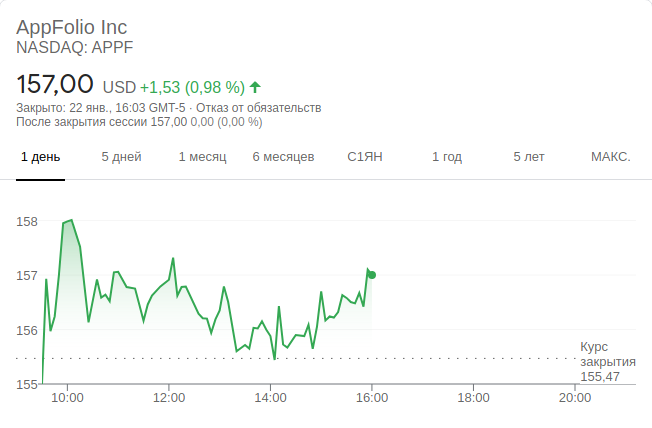 AppFolio Inc
NASDAQ: APPF
157,00 USD +1,53 (0,98 %)
Закрыто: 22 янв., 16:03 GMT-5 · Отказ от обязательств
После закрытия сессии 157,00 0,00 (0,00 %)
1 день 5 дней 1 месяц 6 месяцев С1ЯН 1 год 5 лет МАКС.
158
157
156
Курс
закрытия
155,47
155
10:00 12:00 14:00 16:00 18:00 20:00